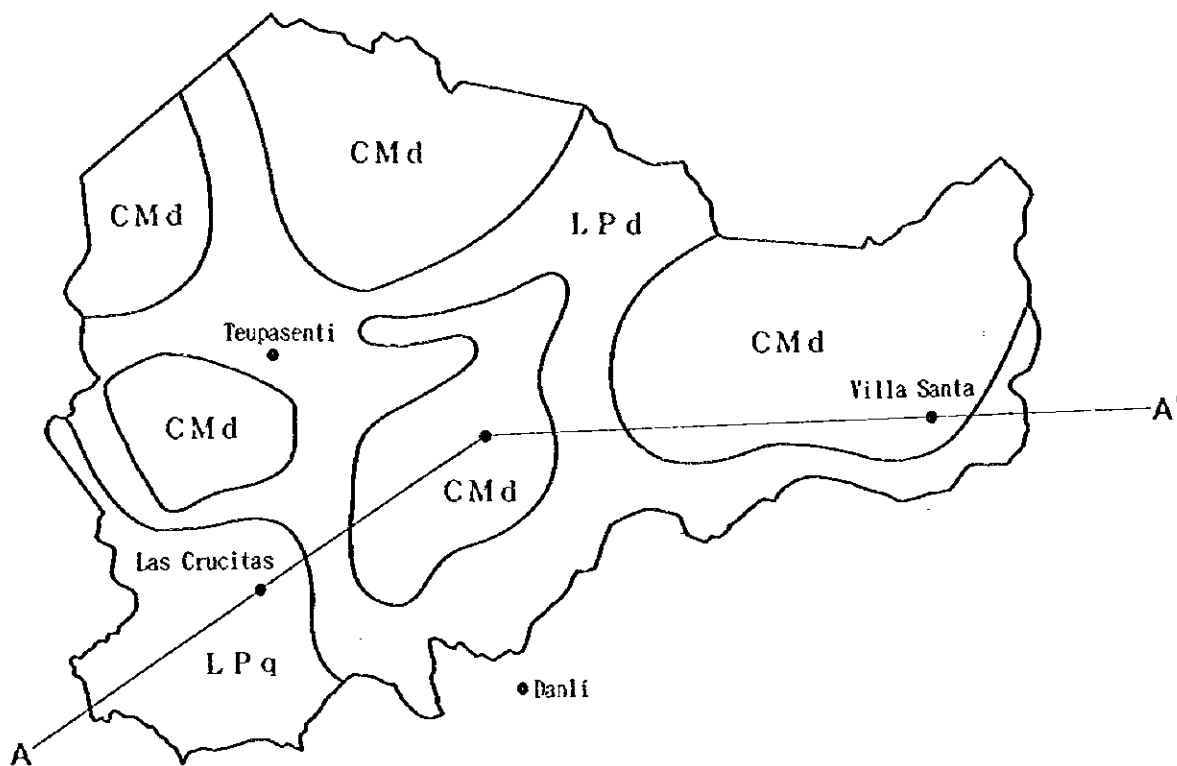 CMd
CMd
LPd
Teupasenti
CMd
Villa Santa
A'
CMd
CMd
Las Crucitas
LPq
Danlí
A